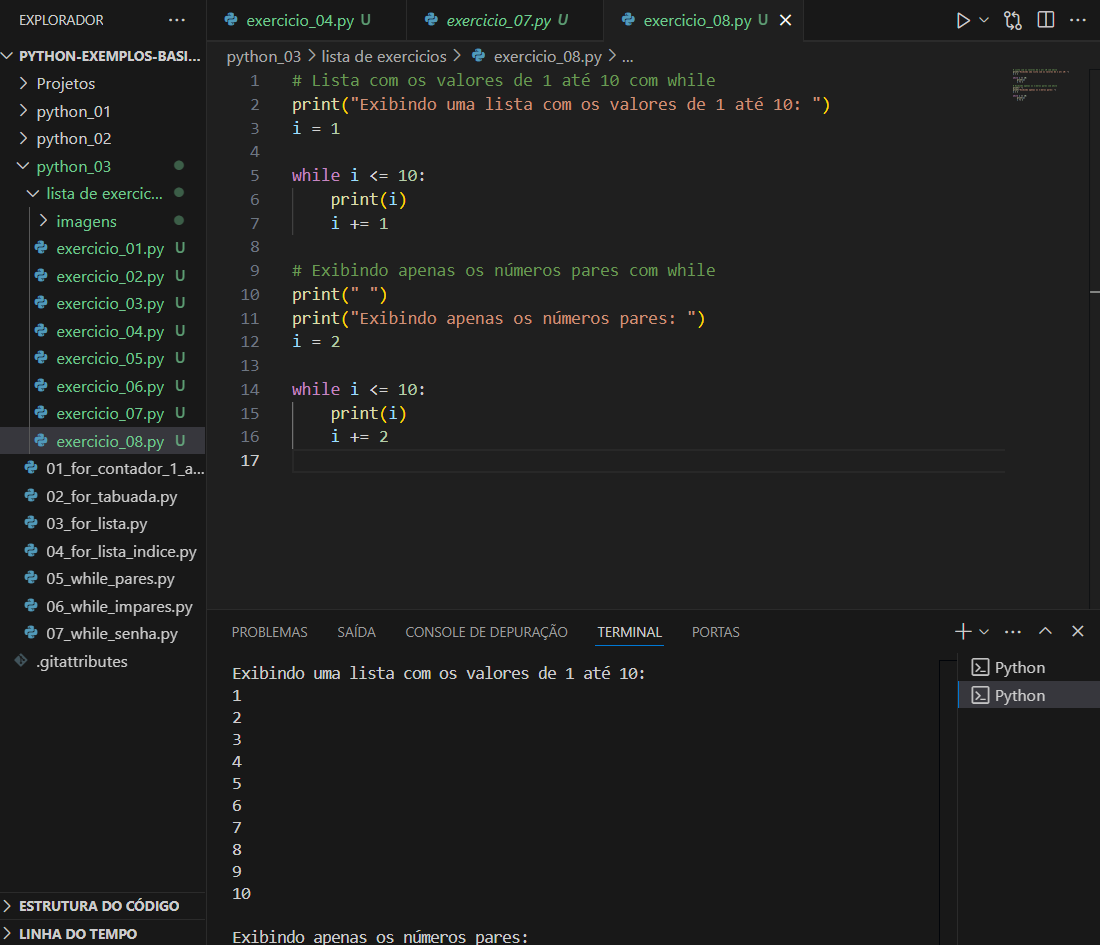 EXPLORADOR ···
PYTHON-EXEMPLOS-BASI...
Projetos
python_01
python_02
python_03
lista de exercic...
imagens
exercicio_01.py U
exercicio_02.py U
exercicio_03.py U
exercicio_04.py U
exercicio_05.py U
exercicio_06.py U
exercicio_07.py U
exercicio_08.py U
01_for_contador_1_a...
02_for_tabuada.py
03_for_lista.py
04_for_lista_indice.py
05_while_pares.py
06_while_impares.py
07_while_senha.py
.gitattributes
ESTRUTURA DO CÓDIGO
LINHA DO TEMPO
exercicio_04.py U
exercicio_07.py U
exercicio_08.py U
python_03 > lista de exercicios > exercicio_08.py > ...
1 # Lista com os valores de 1 até 10 com while
2 print("Exibindo uma lista com os valores de 1 até 10: ")
3 i = 1
4
5 while i <= 10:
6     print(i)
7     i += 1
8
9 # Exibindo apenas os números pares com while
10 print(" ")
11 print("Exibindo apenas os números pares: ")
12 i = 2
13
14 while i <= 10:
15     print(i)
16     i += 2
17
PROBLEMAS SAÍDA CONSOLE DE DEPURAÇÃO TERMINAL PORTAS
Exibindo uma lista com os valores de 1 até 10:
1
2
3
4
5
6
7
8
9
10
Exibindo apenas os números pares:
Python
Python